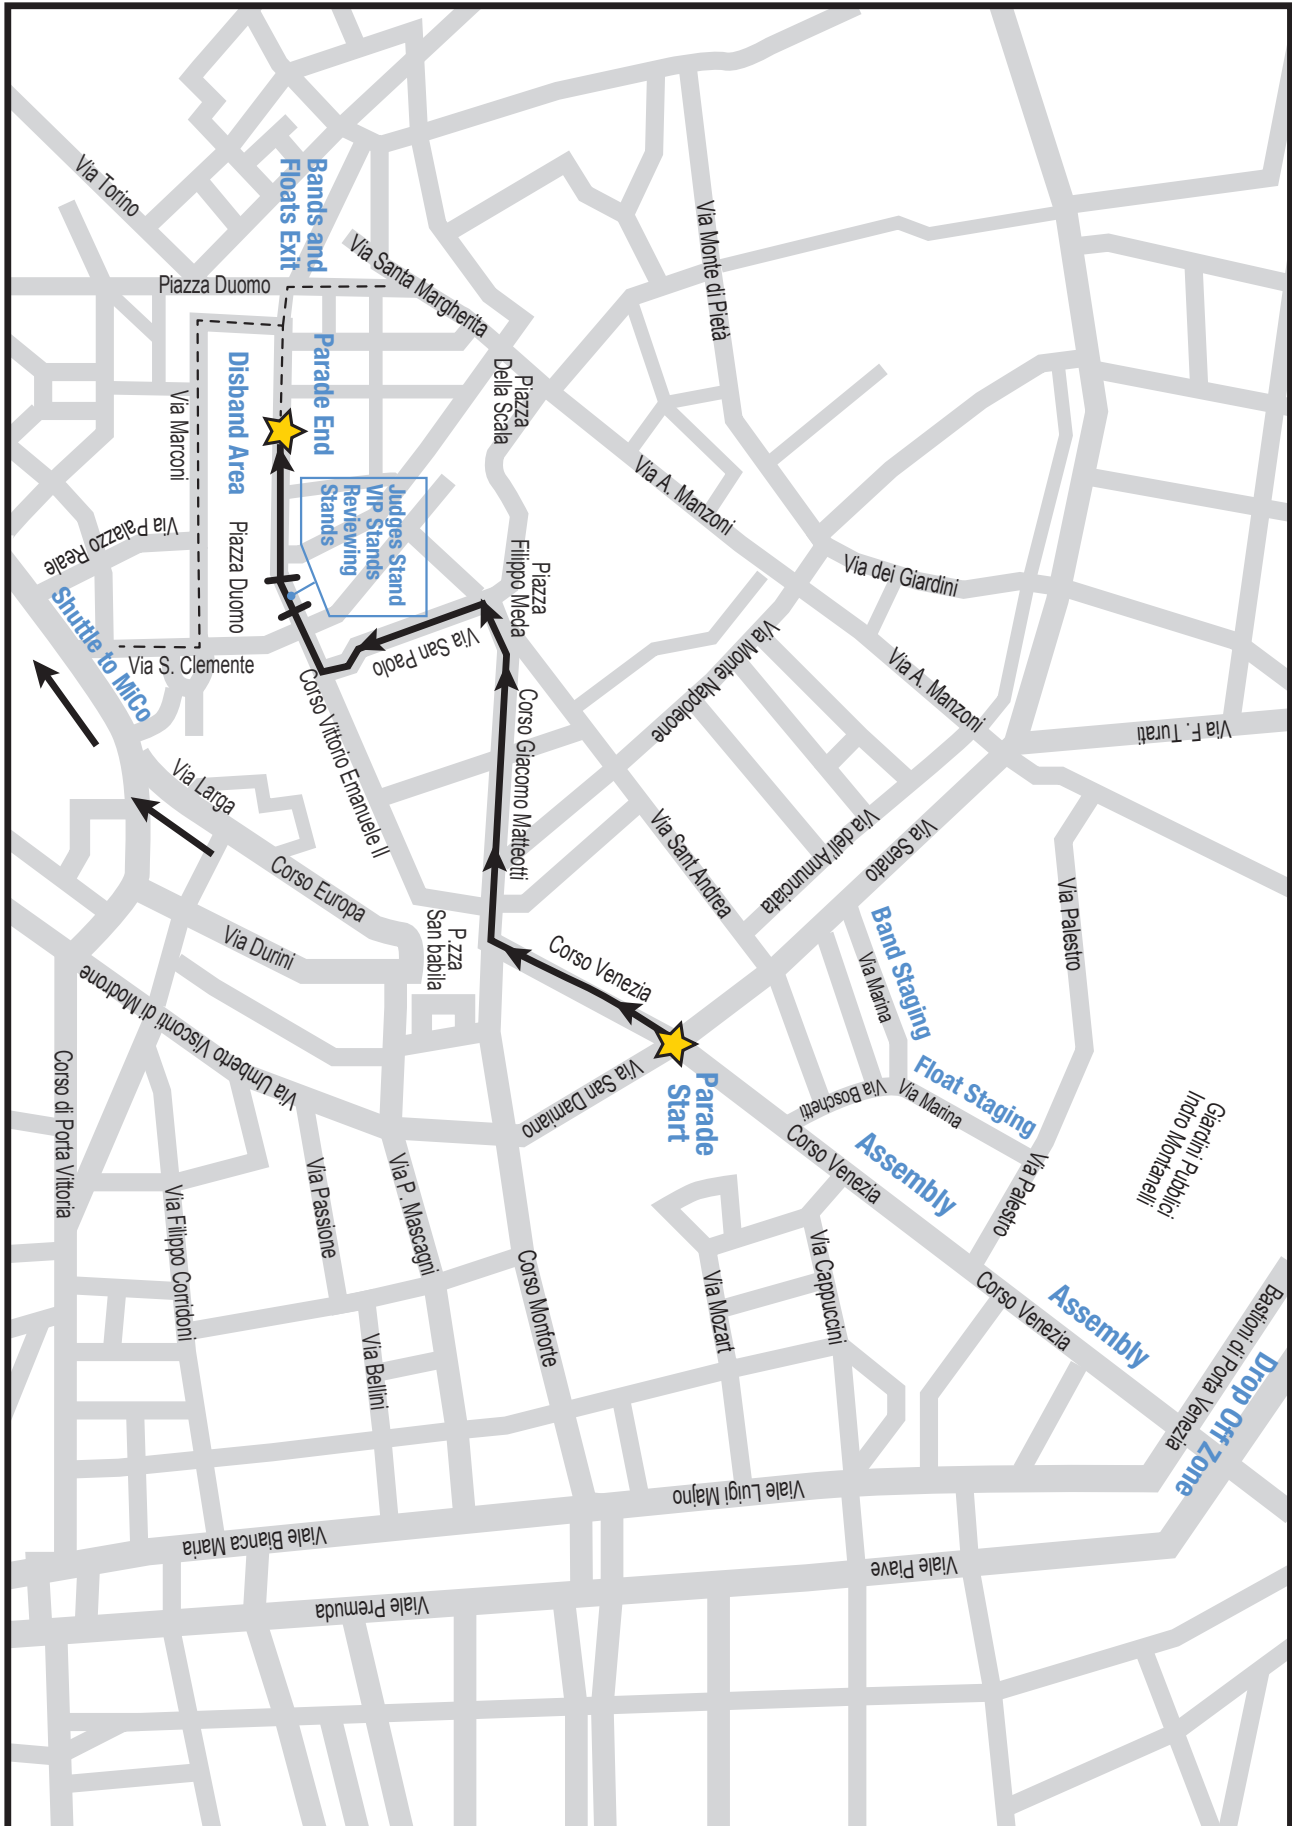 Via Torino
Bands and
Floats Exit
Piazza Duomo
Via Santa Margherita
Via Monte di Pietà
Parade End
Disband Area
Via Marconi
Piazza
Della Scala
Via A. Manzoni
Judges Stand
VIP Stands
Reviewing
Stands
Via Palazzo Reale
Piazza Duomo
Piazza
Filippo Meda
Via dei Giardini
Shuttle to MiCo
Via S. Clemente
Via San Paolo
Via Monte Napoleone
Via A. Manzoni
Via F. Turati
Corso Vittorio Emanuele II
Corso Giacomo Matteotti
Via Larga
Corso Europa
Via Sant Andrea
Via dell'Annunciata
Via Senato
Via Palestro
Band Staging
Via Marina
Via Durini
P.zza
San babila
Corso Venezia
Via Umberto Visconti di Modrone
Corso di Porta Vittoria
Via San Damiano
Parade
Start
Via Boschetti
Via Marina
Float Staging
Assembly
Corso Venezia
Via Palestro
Giardini Pubblici
Indro Montanelli
Via Filippo Corridoni
Via Passione
Via P. Mascagni
Corso Monforte
Via Mozart
Via Cappuccini
Corso Venezia
Assembly
Bastioni di Porta Venezia
Drop Off Zone
Via Bellini
Viale Bianca Maria
Viale Luigi Majno
Viale Premuda
Viale Piave